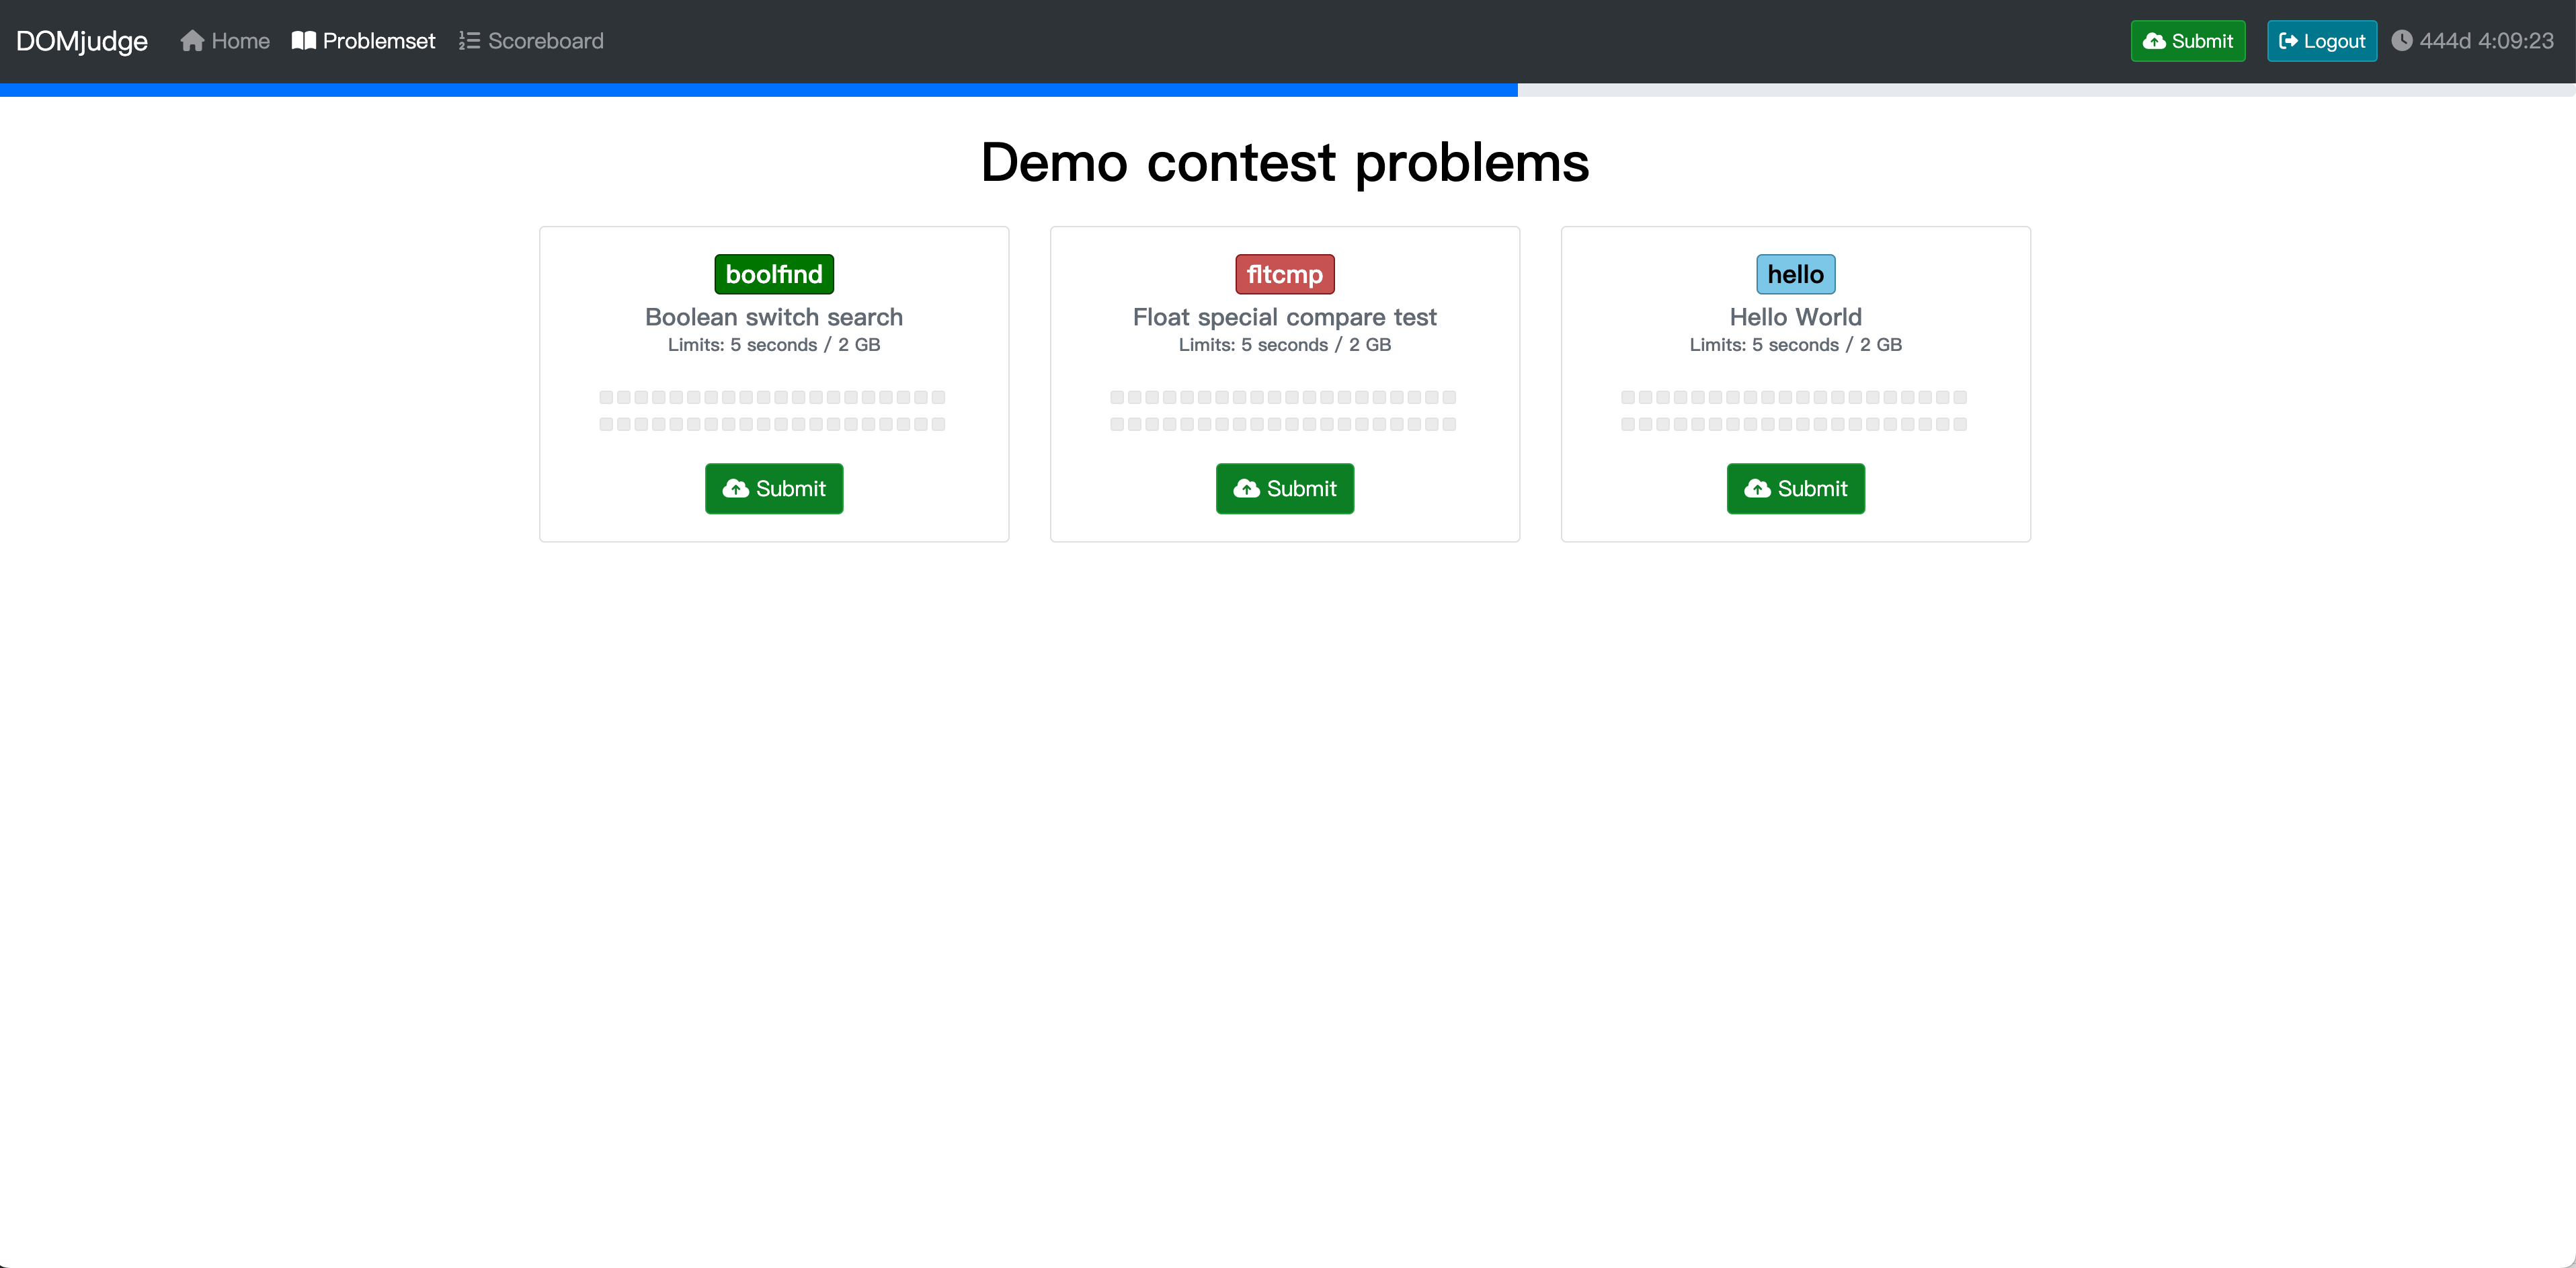 DOMjudge Home Problemset Scoreboard Submit Logout 444d 4:09:23
Demo contest problems
boolfind
Boolean switch search
Limits: 5 seconds / 2 GB
Submit
fltcmp
Float special compare test
Limits: 5 seconds / 2 GB
Submit
hello
Hello World
Limits: 5 seconds / 2 GB
Submit